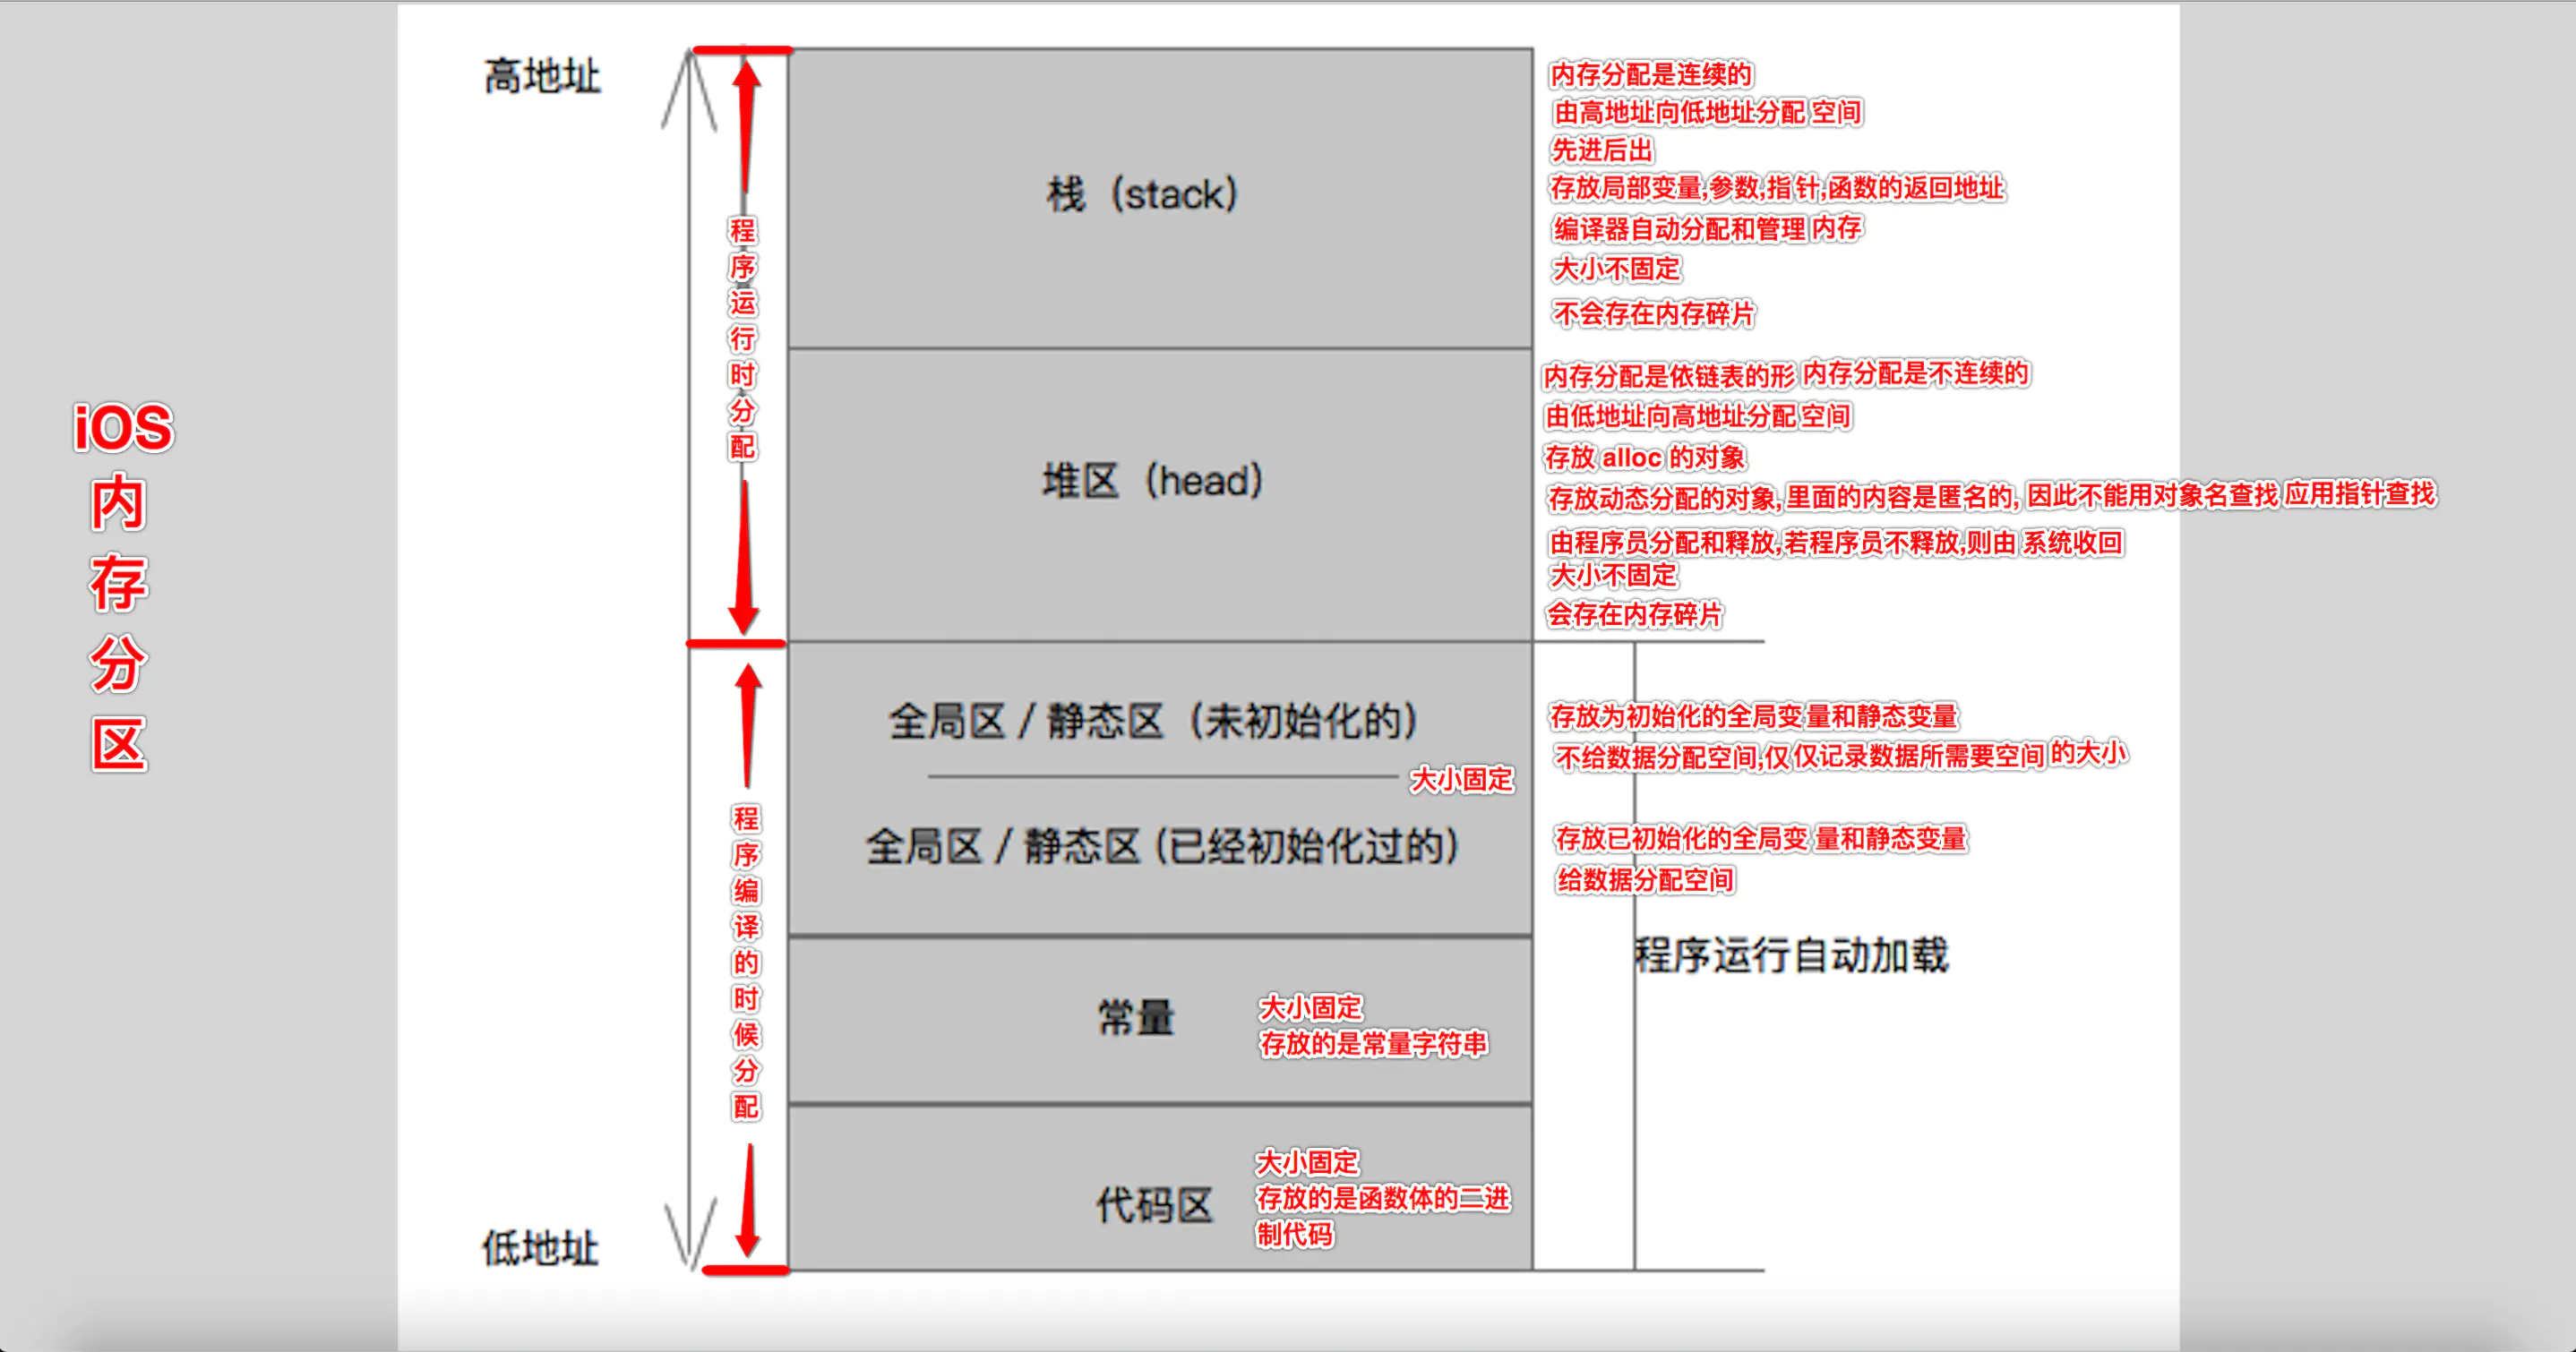 iOS
内
存
分
区
高地址
低地址
程
序
运
行
时
分
配
程
序
编
译
的
时
候
分
配
栈（stack）
内存分配是连续的
由高地址向低地址分配 空间
先进后出
存放局部变量,参数,指针,函数的返回地址
编译器自动分配和管理 内存
大小不固定
不会存在内存碎片
堆区（head）
内存分配是依链表的形 内存分配是不连续的
由低地址向高地址分配 空间
存放 alloc 的对象
存放动态分配的对象, 里面的内容是匿名的, 因此不能用对象名查找 应用指针查找
由程序员分配和释放,若程序员不释放,则由 系统收回
大小不固定
会存在内存碎片
全局区 / 静态区（未初始化的）
大小固定
全局区 / 静态区 (已经初始化过的)
存放为初始化的全局变 量和静态变量
不给数据分配空间,仅 仅记录数据所需要空间 的大小
存放已初始化的全局变 量和静态变量
给数据分配空间
程序运行自动加载
常量
大小固定
存放的是常量字符串
代码区
大小固定
存放的是函数体的二进
制代码